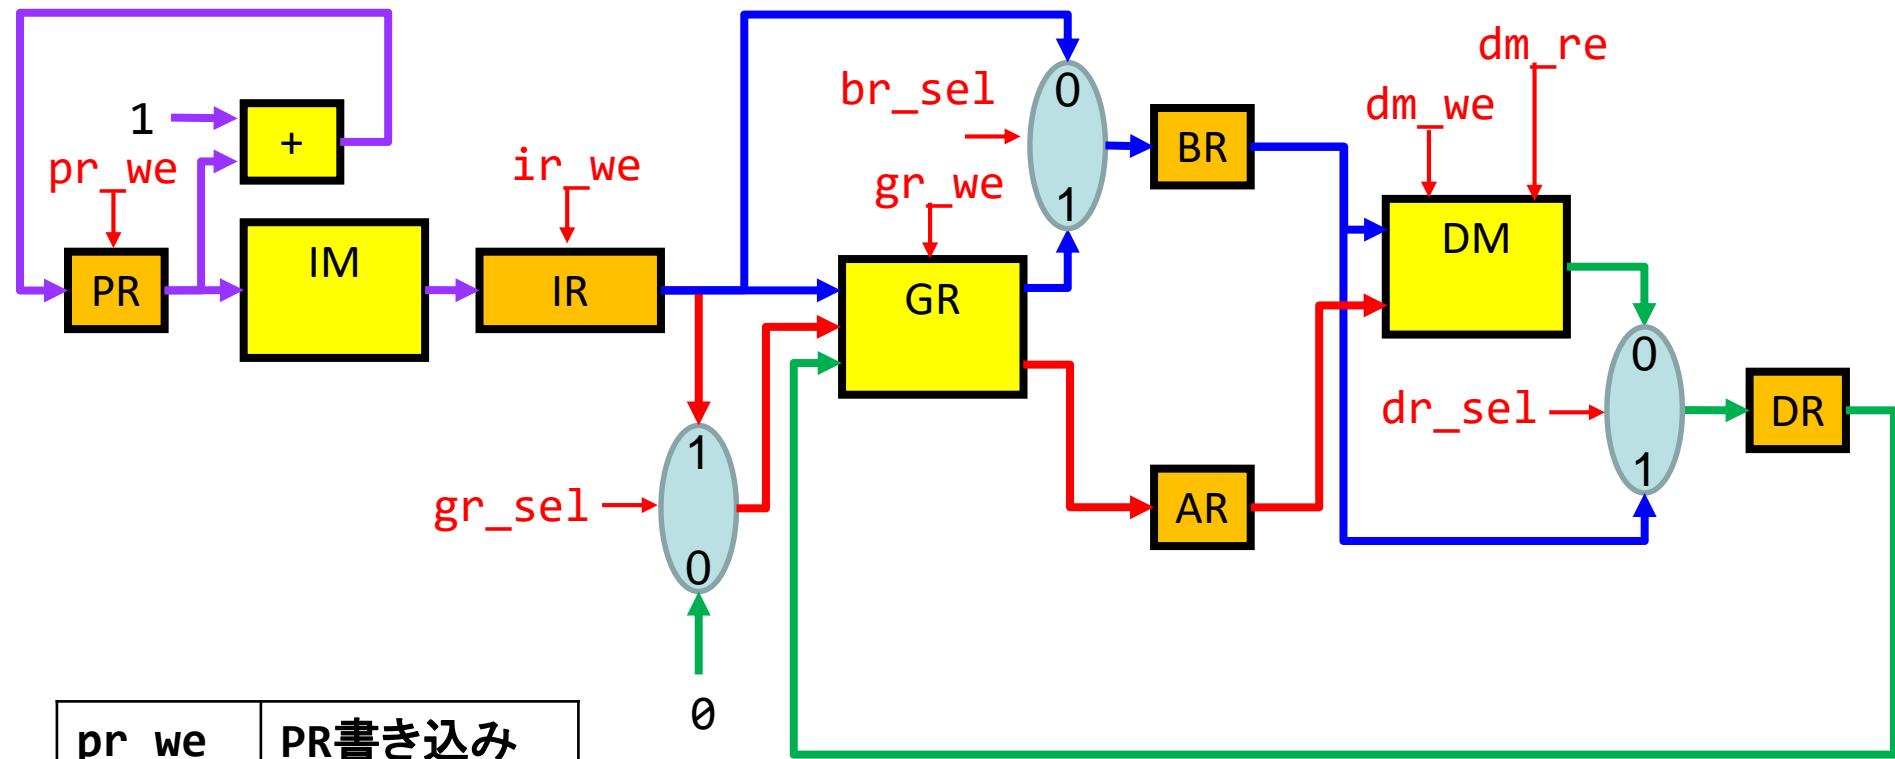 dm_re
br_sel
0
dm_we
1
+
BR
pr_we
ir_we
gr_we
1
IM
DM
PR
IR
GR
0
dr_sel
DR
1
1
gr_sel
AR
0
0
pr_we PR書き込み